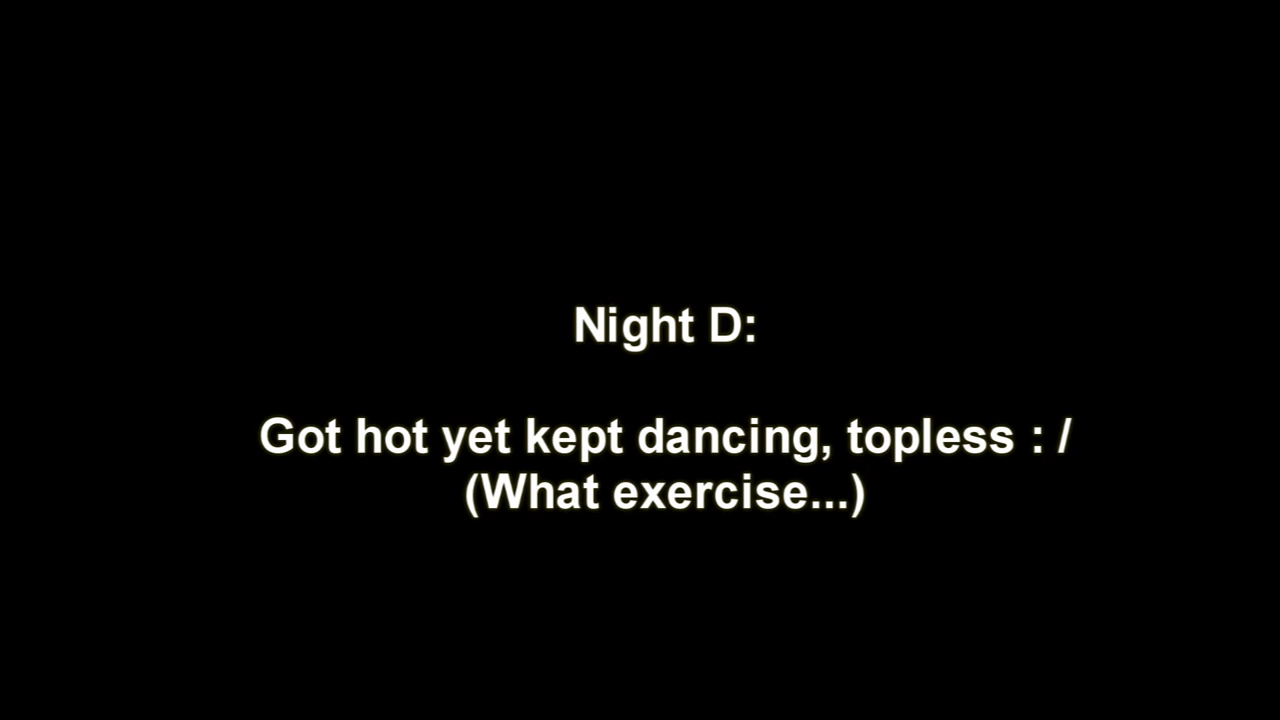 Night D:
Got hot yet kept dancing, topless : /
(What exercise...)